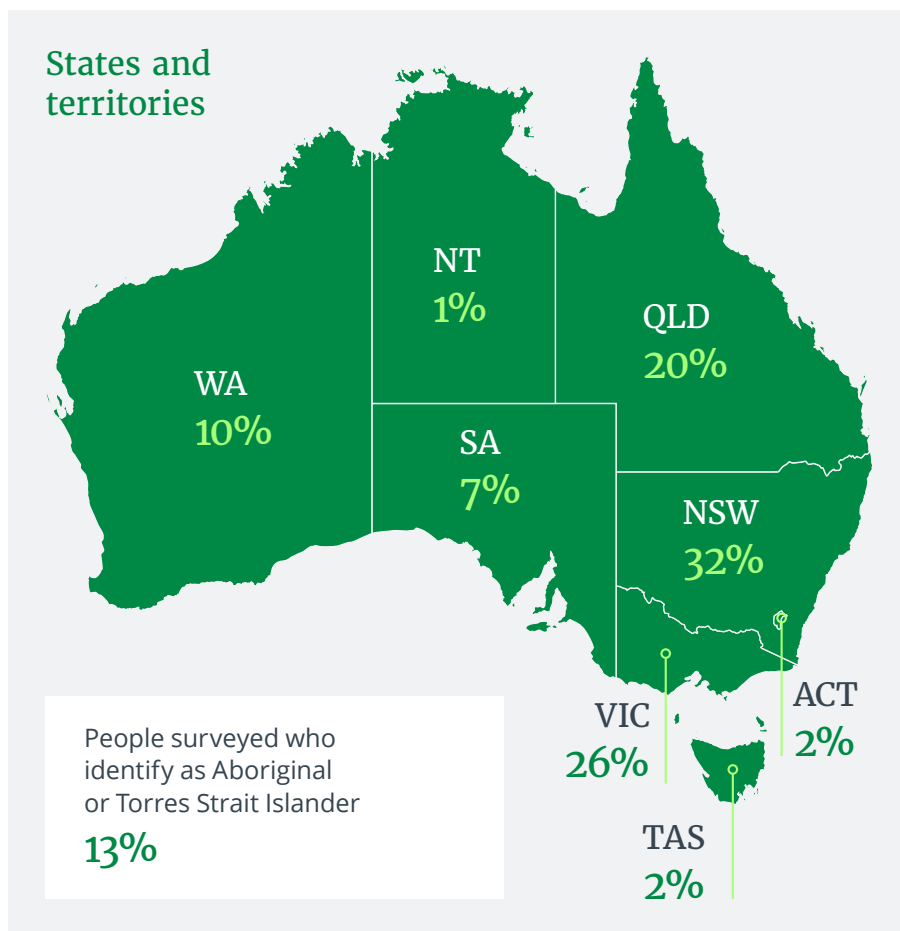 States and
territories
NT
1%
QLD
20%
WA
10%
SA
7%
NSW
32%
ACT
2%
VIC
26%
TAS
2%
People surveyed who
identify as Aboriginal
or Torres Strait Islander
13%